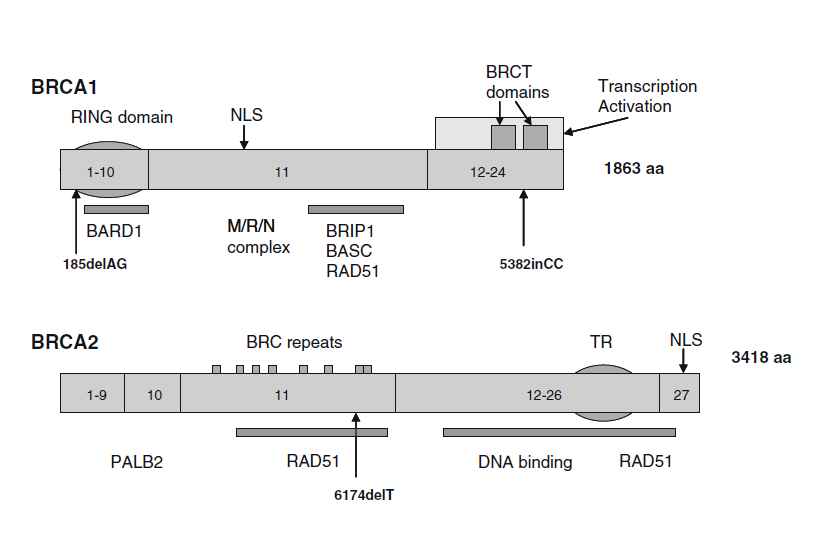 BRCT
domains
BRCA1
Transcription
Activation
RING domain
NLS
1-10
11
12-24
1863 aa
BARD1
M/R/N
complex
BRIP1
BASC
RAD51
185delAG
5382inCC
BRCA2
BRC repeats
TR
NLS
3418 aa
1-9
10
11
12-26
27
PALB2
RAD51
DNA binding
RAD51
6174delT